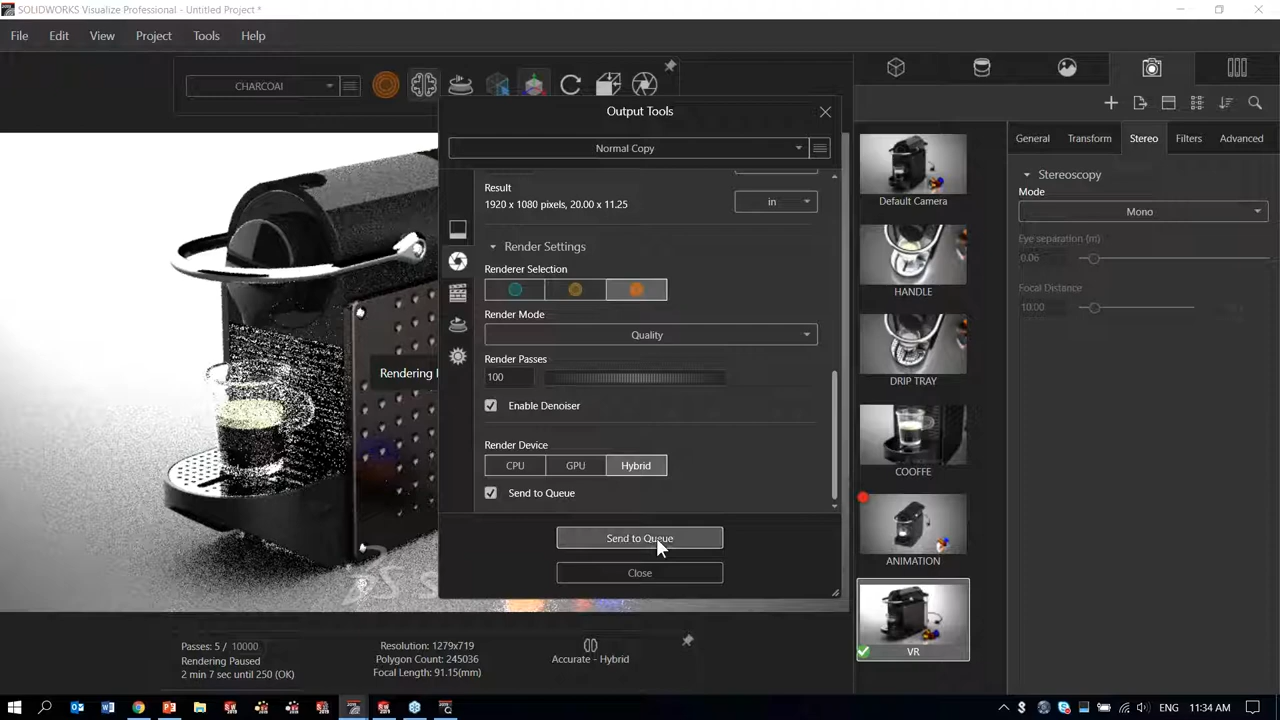 SOLIDWORKS Visualize Professional - Untitled Project *
File Edit View Project Tools Help
CHARCOAL
Output Tools
Normal Copy
Result
1920 x 1080 pixels, 20.00 x 11.25
in
Render Settings
Renderer Selection
Render Mode
Quality
Render Passes
100
Enable Denoiser
Render Device
CPU GPU Hybrid
Send to Queue
Send to Queue
Close
Rendering
Passes: 5 / 10000
Rendering Paused
2 min 7 sec until 250 (OK)
Resolution: 1279x719
Polygon Count: 245036
Focal Length: 91.15(mm)
Accurate - Hybrid
Default Camera
HANDLE
DRIP TRAY
COOFFE
ANIMATION
VR
General Transform Stereo Filters Advanced
Stereoscopy
Mode
Mono
Eye separation (m)
0.06
Focal Distance
10.00
ENG 11:34 AM